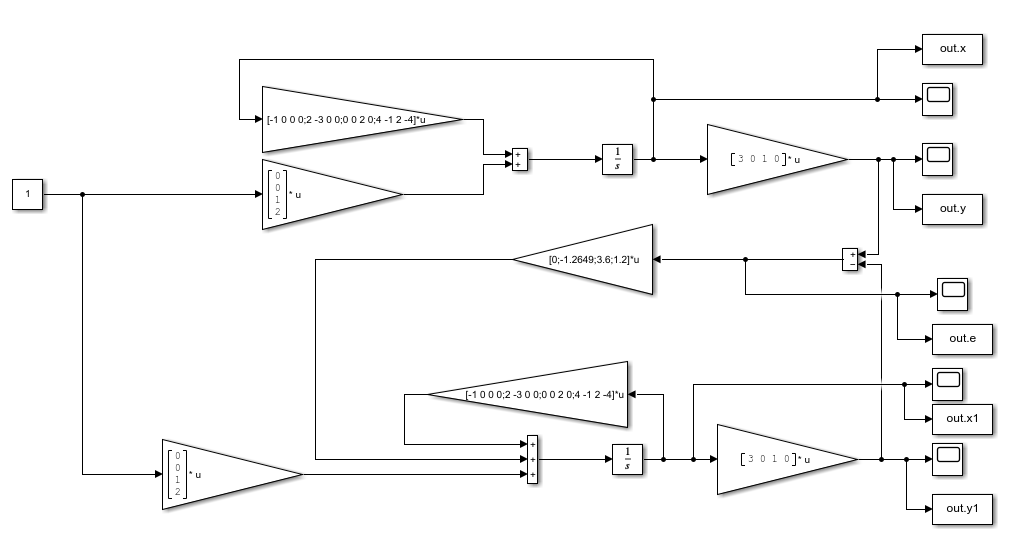 out.x
[-1 0 0 0;2 -3 0 0;0 0 2 0;4 -1 2 -4]*u
+
+
1
s
[3 0 1 0]* u
1
0
0
1
2
* u
out.y
[0;-1.2649;3.6;1.2]*u
+
−
out.e
[-1 0 0 0;2 -3 0 0;0 0 2 0;4 -1 2 -4]*u
out.x1
+
+
+
1
s
[3 0 1 0]* u
0
0
1
2
* u
out.y1